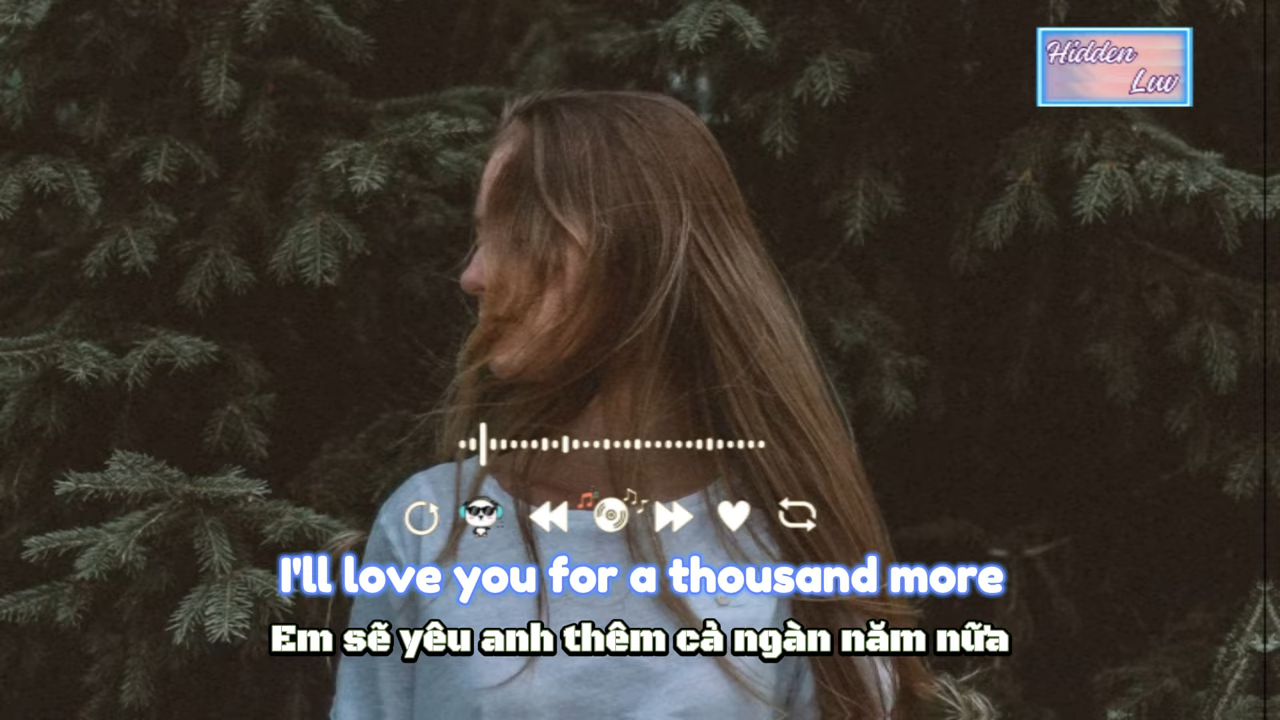 Hidden
Luv
I'll love you for a thousand more
Em sẽ yêu anh thêm cả ngàn năm nữa